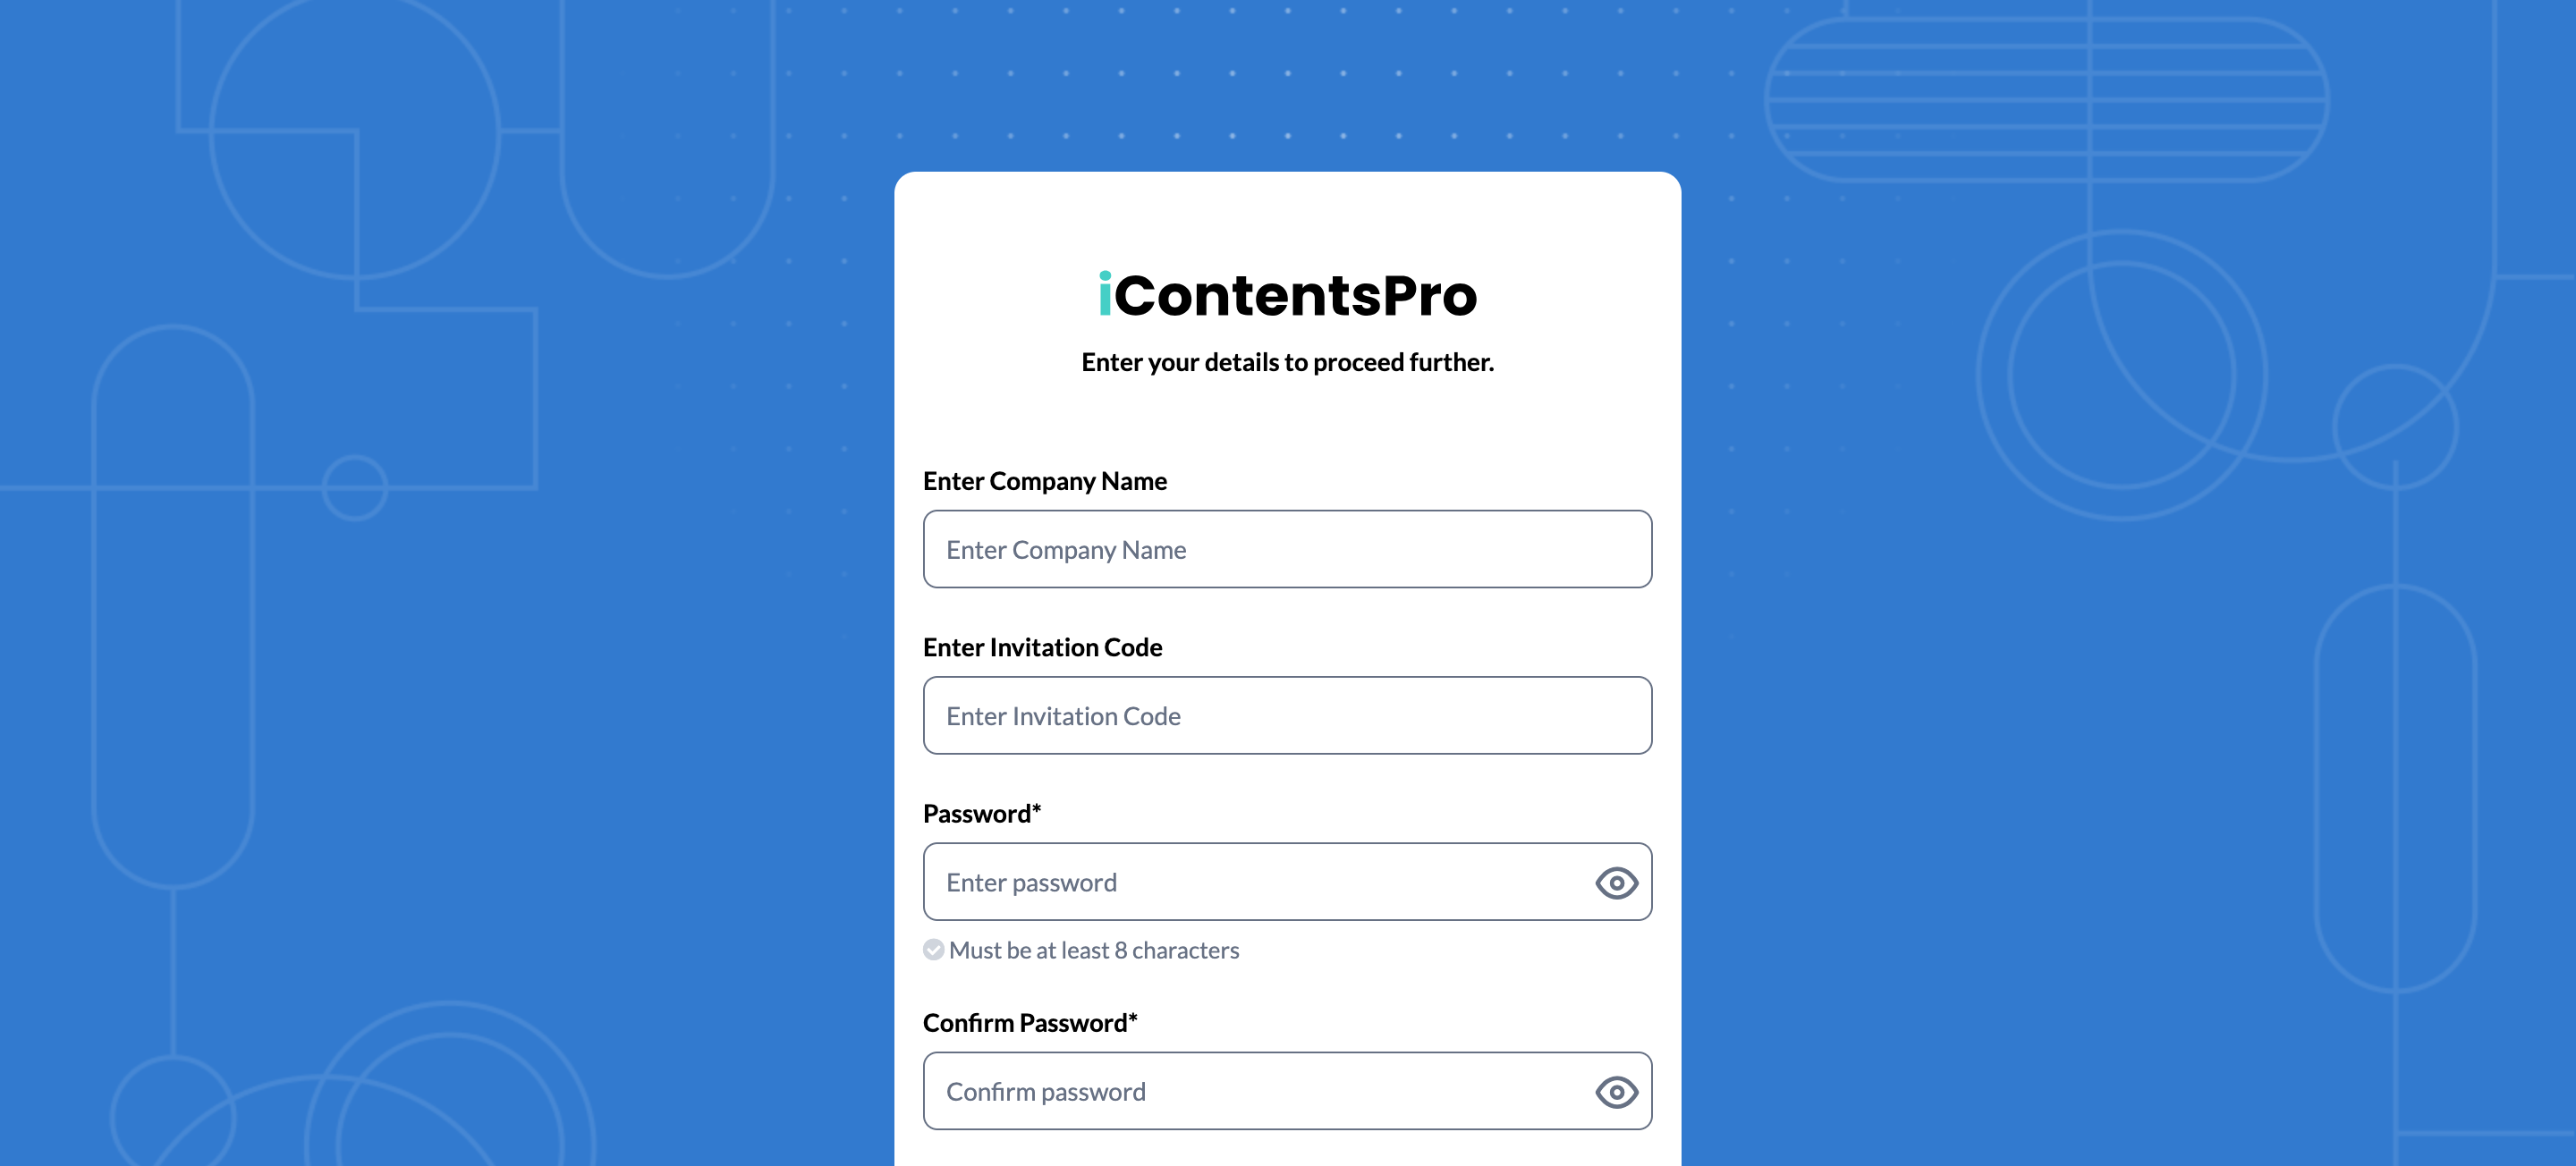 iContentsPro
Enter your details to proceed further.
Enter Company Name
Enter Company Name
Enter Invitation Code
Enter Invitation Code
Password*
Enter password
Must be at least 8 characters
Confirm Password*
Confirm password